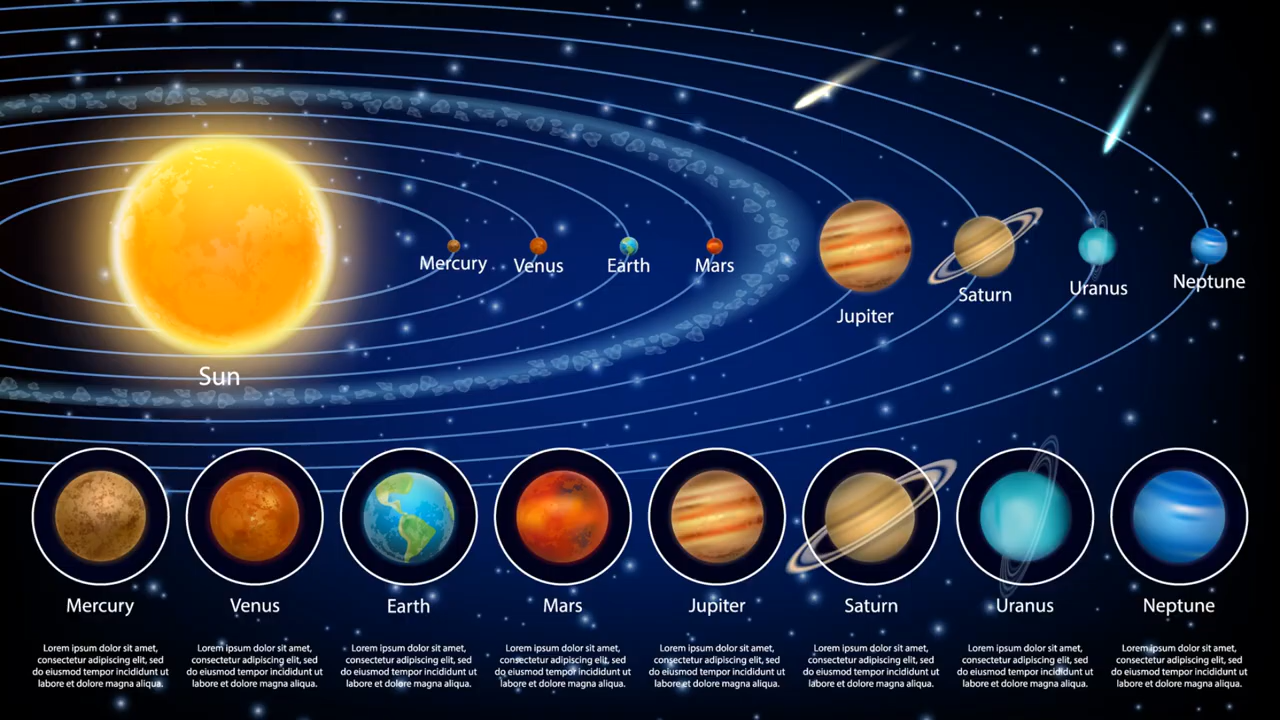 Mercury
Venus
Earth
Mars
Jupiter
Saturn
Uranus
Neptune
Sun
Mercury
Venus
Earth
Mars
Jupiter
Saturn
Uranus
Neptune
Lorem ipsum dolor sit amet,
consectetur adipiscing elit, sed
do eiusmod tempor incididunt ut
labore et dolore magna aliqua.
Lorem ipsum dolor sit amet,
consectetur adipiscing elit, sed
do eiusmod tempor incididunt ut
labore et dolore magna aliqua.
Lorem ipsum dolor sit amet,
consectetur adipiscing elit, sed
do eiusmod tempor incididunt ut
labore et dolore magna aliqua.
Lorem ipsum dolor sit amet,
consectetur adipiscing elit, sed
do eiusmod tempor incididunt ut
labore et dolore magna aliqua.
Lorem ipsum dolor sit amet,
consectetur adipiscing elit, sed
do eiusmod tempor incididunt ut
labore et dolore magna aliqua.
Lorem ipsum dolor sit amet,
consectetur adipiscing elit, sed
do eiusmod tempor incididunt ut
labore et dolore magna aliqua.
Lorem ipsum dolor sit amet,
consectetur adipiscing elit, sed
do eiusmod tempor incididunt ut
labore et dolore magna aliqua.
Lorem ipsum dolor sit amet,
consectetur adipiscing elit, sed
do eiusmod tempor incididunt ut
labore et dolore magna aliqua.